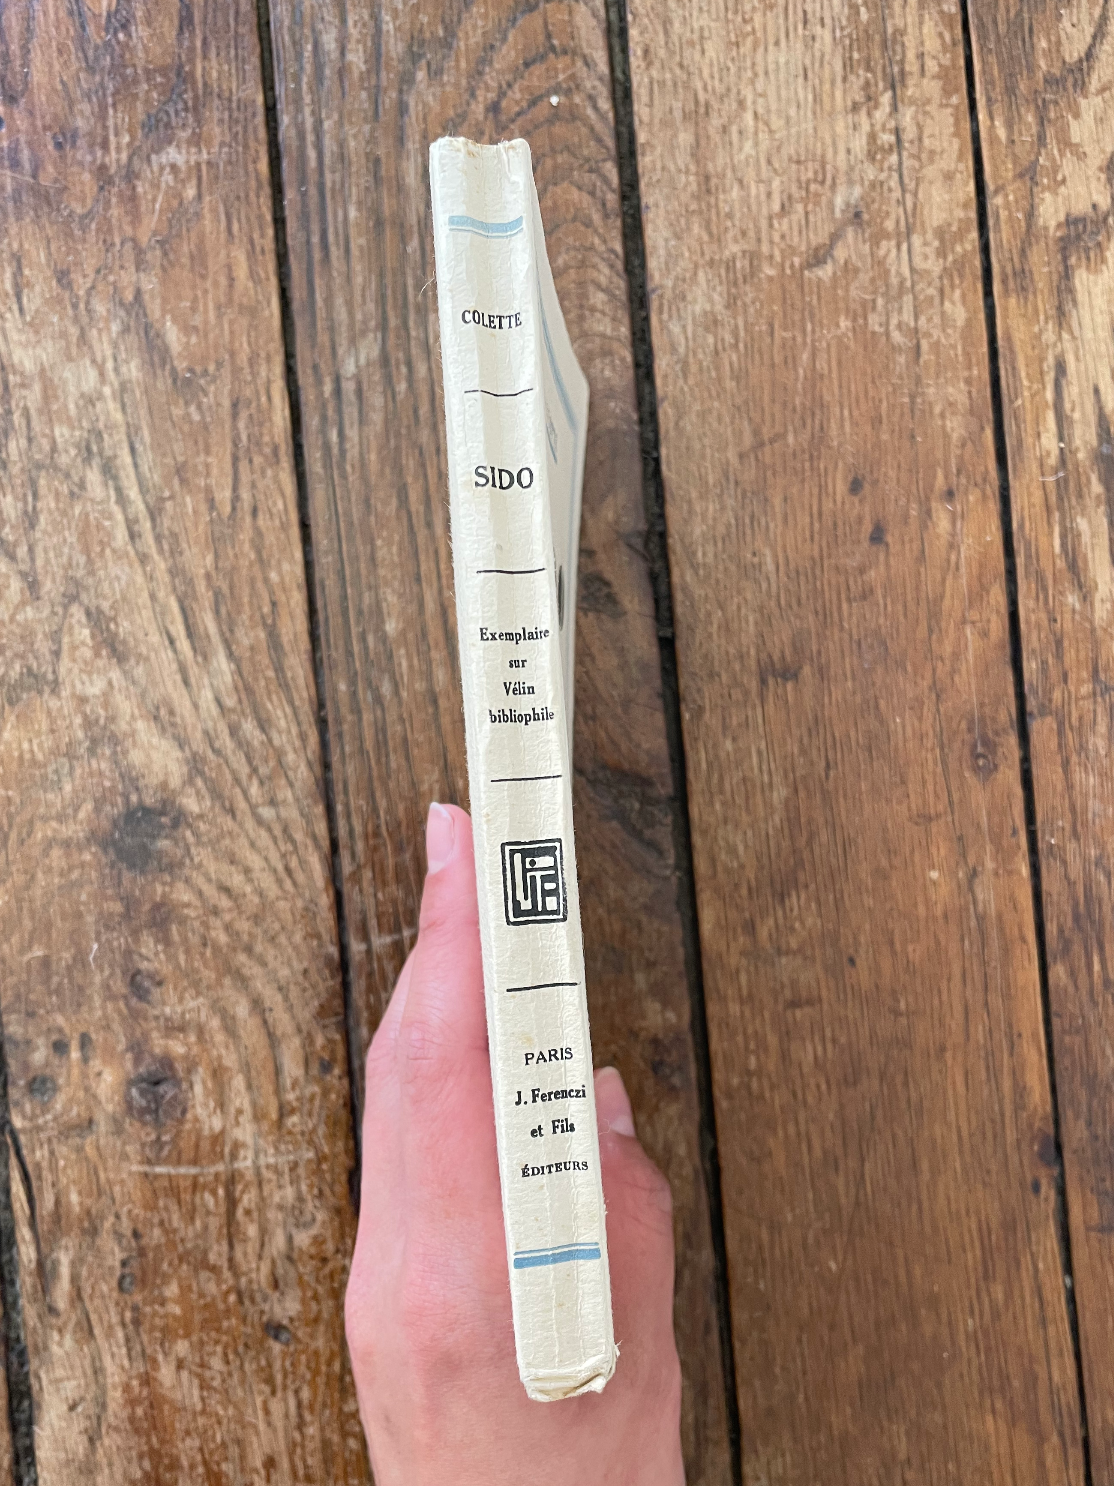 COLETTE
SIDO
Exemplaire
sur
Vélin
bibliophile
PARIS
J. Ferenczi
et Fils
ÉDITEURS